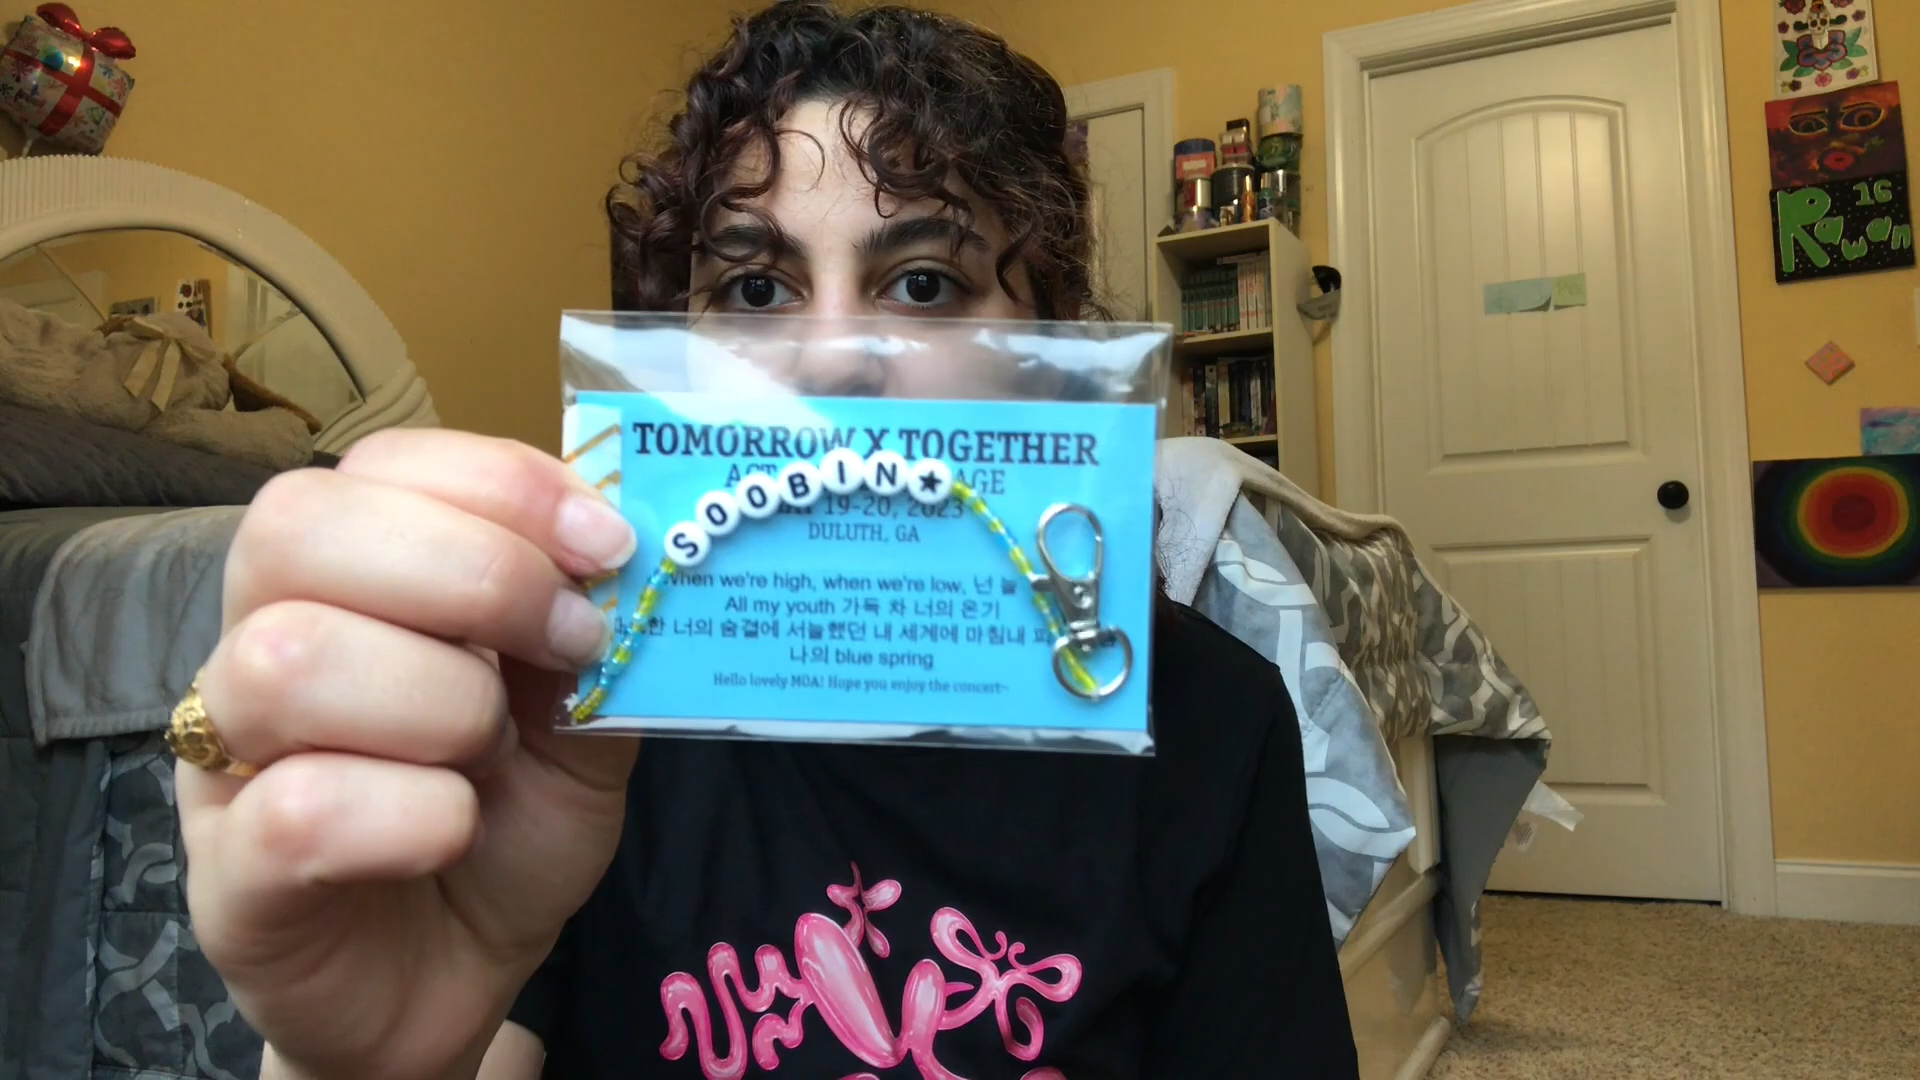 TOMORROW X TOGETHER
SOOBIN★
19-20, 2023
DULUTH, GA
when we're high, when we're low, 넌 늘
All my youth 가득 차 너의 온기
너의 숨결에 서늘했던 내 세계에 마침내
나의 blue spring
Hello lovely MOA! Hope you enjoy the concert~
16
Rawan